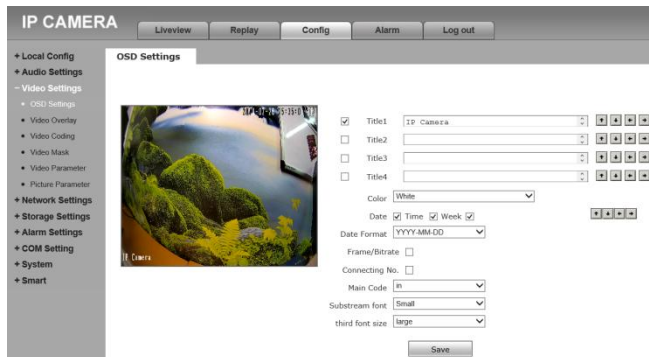 IP CAMERA
Liveview Replay Config Alarm Log out
+ Local Config
+ Audio Settings
- Video Settings
OSD Settings
Video Overlay
Video Coding
Video Mask
Video Parameter
Picture Parameter
+ Network Settings
+ Storage Settings
+ Alarm Settings
+ COM Setting
+ System
+ Smart
OSD Settings
IP Camera
Title1 IP Camera
Title2
Title3
Title4
Color White
Date Time Week
Date Format YYYY-MM-DD
Frame/Bitrate
Connecting No.
Main Code in
Substream font Small
third font size large
Save